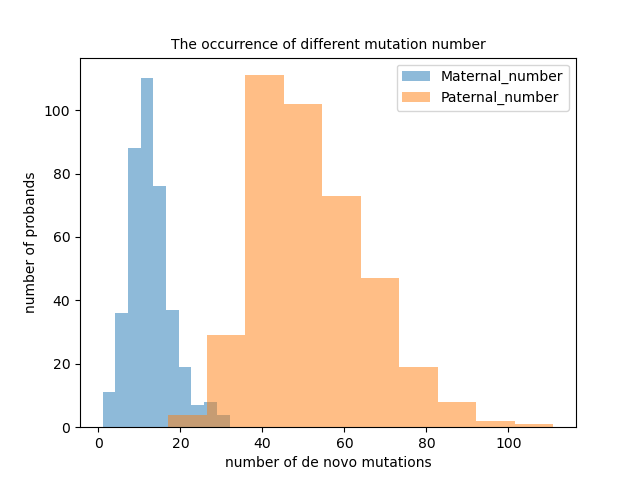 The occurrence of different mutation number
Maternal_number
Paternal_number
number of probands
100
80
60
40
20
0
0 20 40 60 80 100
number of de novo mutations